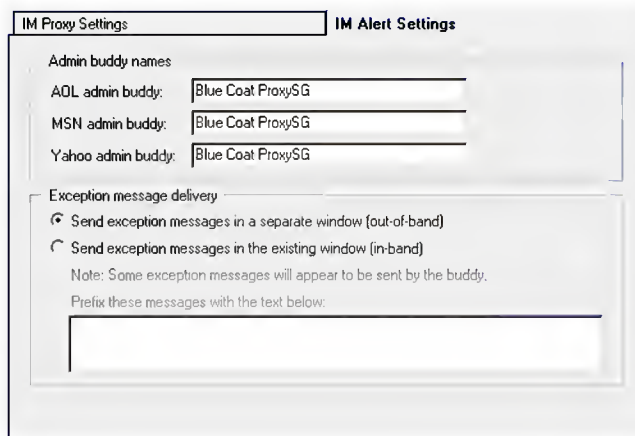 IM Proxy Settings IM Alert Settings
Admin buddy names
AOL admin buddy: Blue Coat ProxySG
MSN admin buddy: Blue Coat ProxySG
Yahoo admin buddy: Blue Coat ProxySG
Exception message delivery
Send exception messages in a separate window (out-of-band)
Send exception messages in the existing window (in-band)
Note: Some exception messages will appear to be sent by the buddy.
Prefix these messages with the text below: